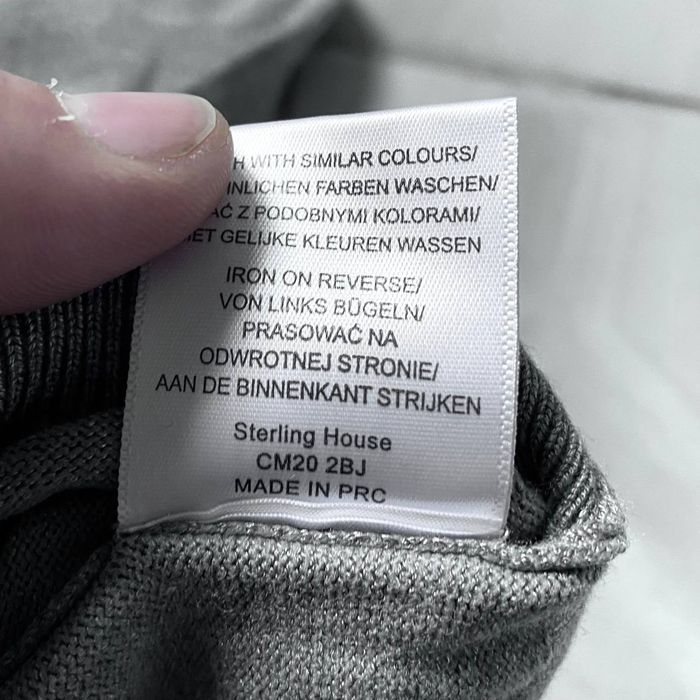 WITH SIMILAR COLOURS/
FARBEN WASCHEN/
Z PODOBNYMI KOLORAMI/
GELIJKE KLEUREN WASSEN
IRON ON REVERSE/
VON LINKS BÜGELN/
PRASOWAĆ NA
ODWROTNEJ STRONIE/
AAN DE BINNENKANT STRIJKEN
Sterling House
CM20 2BJ
MADE IN PRC